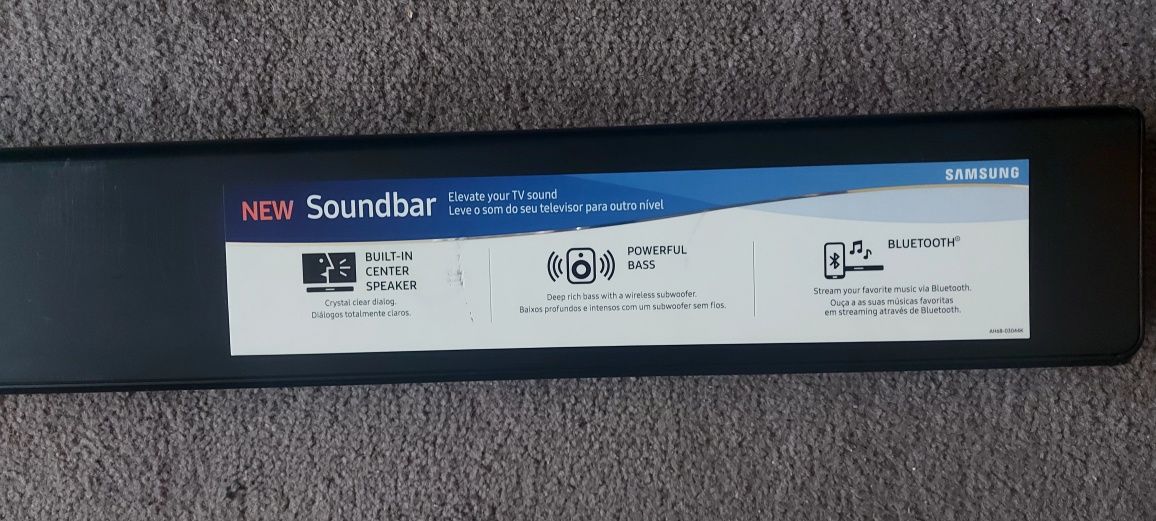 SAMSUNG
NEW Soundbar
Elevate your TV sound
Leve o som do seu televisor para outro nível
BUILT-IN
CENTER
SPEAKER
Crystal clear dialog.
Diálogos totalmente claros.
POWERFUL
BASS
Deep rich bass with a wireless subwoofer.
Baixos profundos e intensos com um subwoofer sem fios.
BLUETOOTH®
Stream your favorite music via Bluetooth.
Ouça a as suas músicas favoritas
em streaming através de Bluetooth.